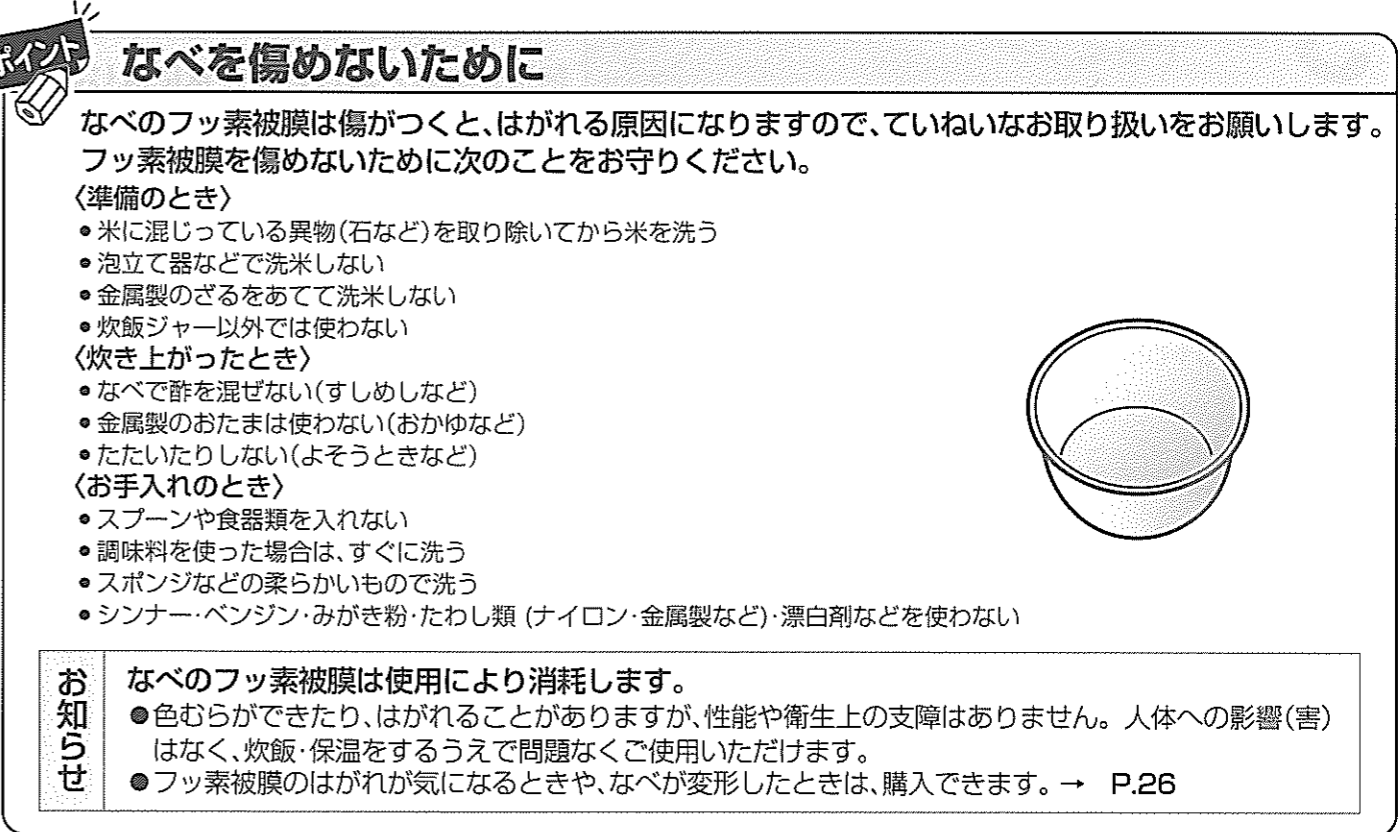 ポイント
なべを傷めないために
なべのフッ素被膜は傷がつくと、はがれる原因になりますので、ていねいなお取り扱いをお願いします。
フッ素被膜を傷めないために次のことをお守りください。
〈準備のとき〉
●米に混じっている異物(石など)を取り除いてから米を洗う
●泡立て器などで洗米しない
●金属製のざるをあてて洗米しない
●炊飯ジャー以外では使わない
〈炊き上がったとき〉
●なべで酢を混ぜない(すしめしなど)
●金属製のおたまは使わない(おかゆなど)
●たたいたりしない(よそうときなど)
〈お手入れのとき〉
●スプーンや食器類を入れない
●調味料を使った場合は、すぐに洗う
●スポンジなどの柔らかいもので洗う
●シンナー・ベンジン・みがき粉・たわし類 (ナイロン・金属製など)・漂白剤などを使わない
お知らせ
なべのフッ素被膜は使用により消耗します。
●色むらができたり、はがれることがありますが、性能や衛生上の支障はありません。人体への影響(害)
はなく、炊飯・保温をするうえで問題なくご使用いただけます。
●フッ素被膜のはがれが気になるときや、なべが変形したときは、購入できます。→ P.26